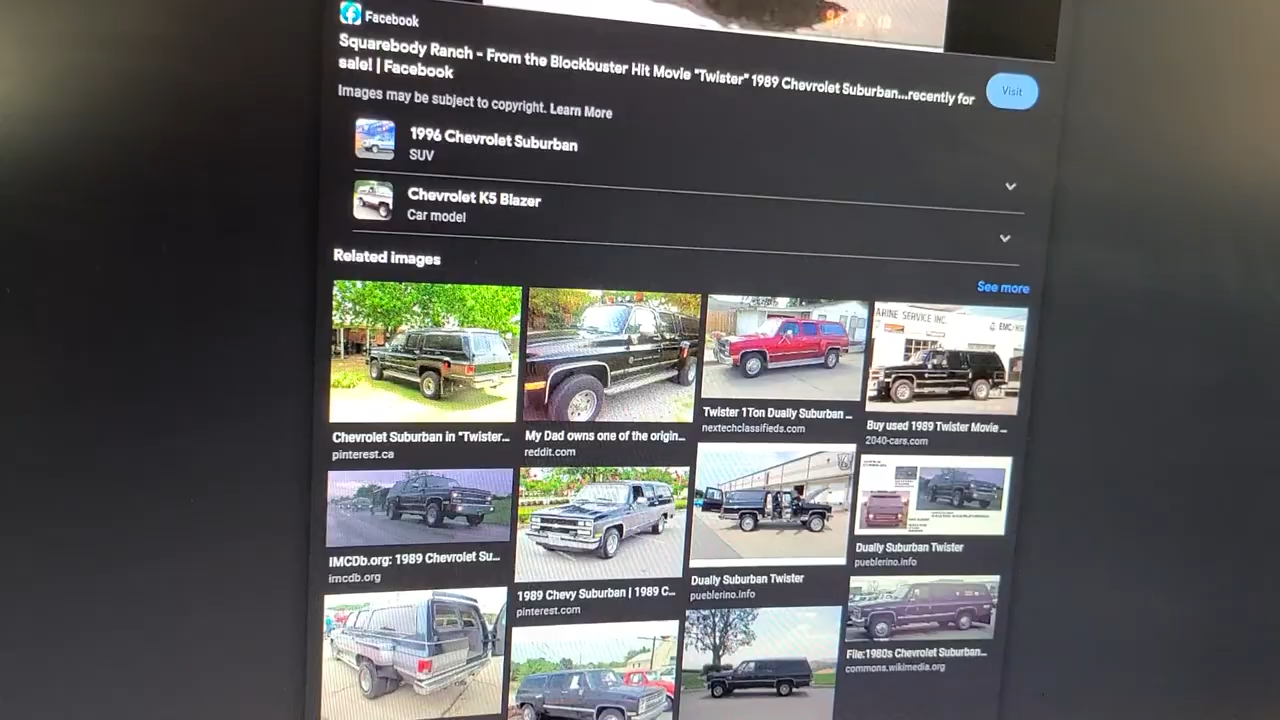 Facebook
Squarebody Ranch - From the Blockbuster Hit Movie "Twister" 1989 Chevrolet Suburban...recently for
sale! | Facebook
Visit
Images may be subject to copyright. Learn More
1996 Chevrolet Suburban
SUV
Chevrolet K5 Blazer
Car model
Related images
See more
ARINE SERVICE INC.
Chevrolet Suburban in "Twister...
pinterest.ca
My Dad owns one of the origin...
reddit.com
Twister 1Ton Dually Suburban ...
nextechclassifieds.com
Buy used 1989 Twister Movie ...
2040-cars.com
IMCDb.org: 1989 Chevrolet Su...
imcdb.org
1989 Chevy Suburban | 1989 C...
pinterest.com
Dually Suburban Twister
pueblerino.info
Dually Suburban Twister
pueblerino.info
File:1980s Chevrolet Suburban...
commons.wikimedia.org